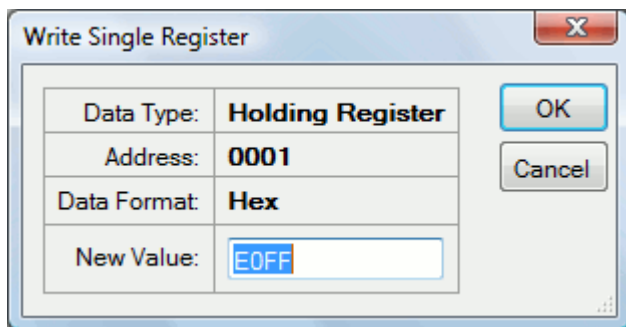 Write Single Register
Data Type: Holding Register
Address: 0001
Data Format: Hex
New Value: E0FF
OK
Cancel